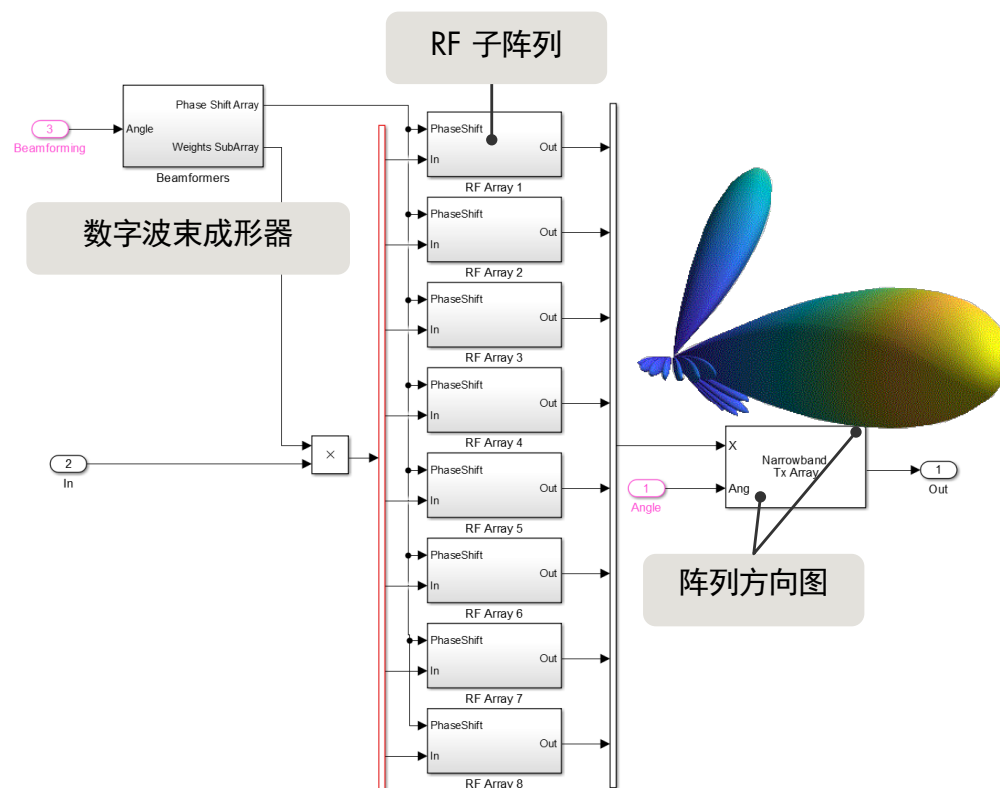 RF 子阵列
3
Beamforming
Angle
Phase Shift Array
Weights SubArray
Beamformers
数字波束成形器
2
In
×
PhaseShift
In
Out
RF Array 1
PhaseShift
In
Out
RF Array 2
PhaseShift
In
Out
RF Array 3
PhaseShift
In
Out
RF Array 4
PhaseShift
In
Out
RF Array 5
PhaseShift
In
Out
RF Array 6
PhaseShift
In
Out
RF Array 7
PhaseShift
In
Out
RF Array 8
1
Angle
X
Ang
Narrowband
Tx Array
1
Out
阵列方向图